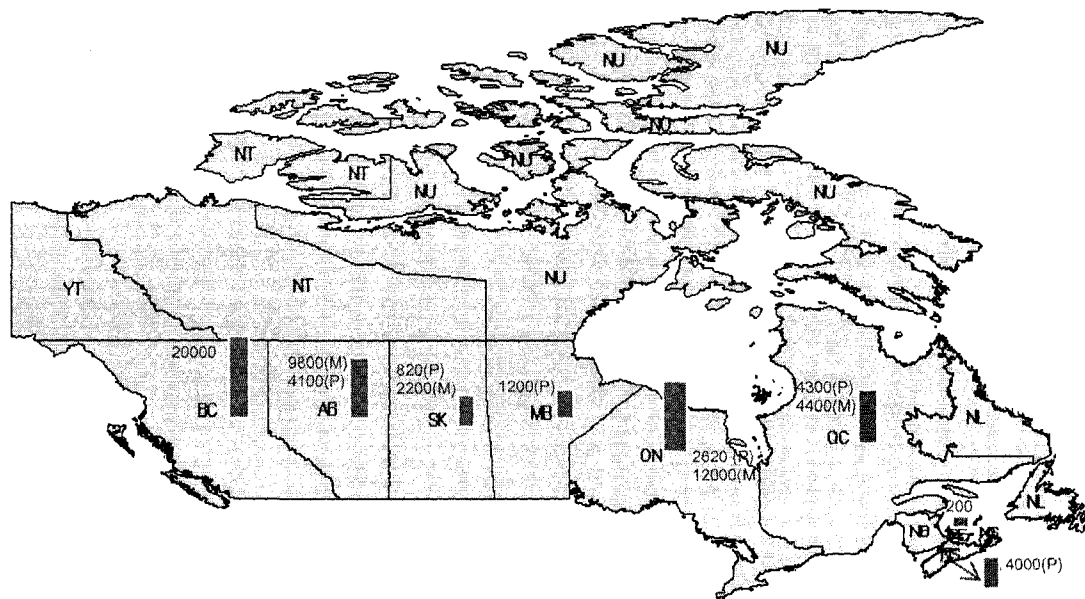 NU
NU
NU
NT
NT
NU
NU
NU
YT
NT
NU
20000
9800(M)
4100(P)
820(P)
2200(M)
1200(P)
4300(P)
4400(M)
BC
AB
SK
MB
ON
QC
NL
2620 (P)
12000(M)
NL
200
NB
NS
4000(P)